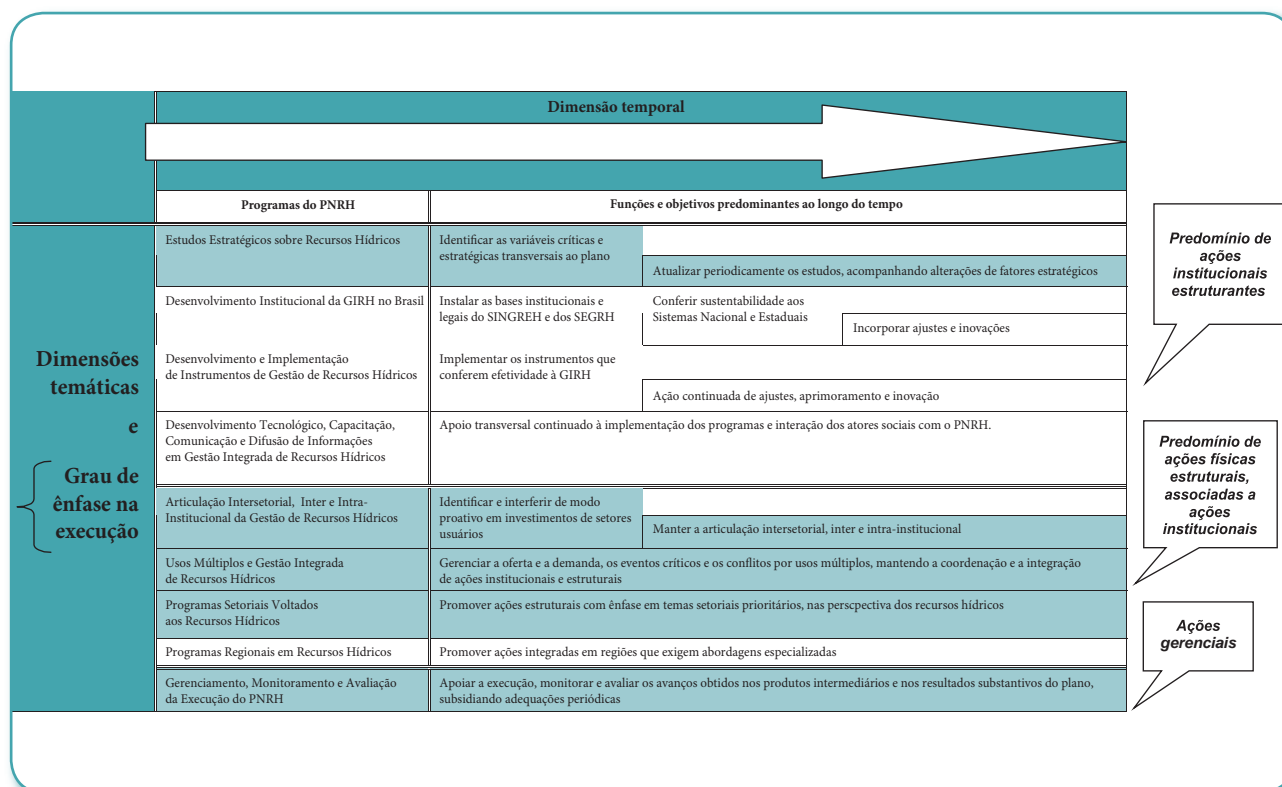 Dimensão temporal
Programas do PNRH
Funções e objetivos predominantes ao longo do tempo
Dimensões
temáticas
e
Grau de
ênfase na
execução
Estudos Estratégicos sobre Recursos Hídricos
Identificar as variáveis críticas e
estratégicas transversais ao plano
Atualizar periodicamente os estudos, acompanhando alterações de fatores estratégicos
Desenvolvimento Institucional da GIRH no Brasil
Instalar as bases institucionais e
legais do SINGREH e dos SEGRH
Conferir sustentabilidade aos
Sistemas Nacional e Estaduais
Incorporar ajustes e inovações
Desenvolvimento e Implementação
de Instrumentos de Gestão de Recursos Hídricos
Implementar os instrumentos que
conferem efetividade à GIRH
Ação continuada de ajustes, aprimoramento e inovação
Desenvolvimento Tecnológico, Capacitação,
Comunicação e Difusão de Informações
em Gestão Integrada de Recursos Hídricos
Apoio transversal continuado à implementação dos programas e interação dos atores sociais com o PNRH.
Articulação Intersetorial, Inter e Intra-
Institucional da Gestão de Recursos Hídricos
Identificar e interferir de modo
proativo em investimentos de setores
usuários
Manter a articulação intersetorial, inter e intra-institucional
Usos Múltiplos e Gestão Integrada
de Recursos Hídricos
Gerenciar a oferta e a demanda, os eventos críticos e os conflitos por usos múltiplos, mantendo a coordenação e a integração
de ações institucionais e estruturais
Programas Setoriais Voltados
aos Recursos Hídricos
Promover ações estruturais com ênfase em temas setoriais prioritários, nas perscpectiva dos recursos hídricos
Programas Regionais em Recursos Hídricos
Promover ações integradas em regiões que exigem abordagens especializadas
Gerenciamento, Monitoramento e Avaliação
da Execução do PNRH
Apoiar a execução, monitorar e avaliar os avanços obtidos nos produtos intermediários e nos resultados substantivos do plano,
subsidiando adequações periódicas
Predomínio de
ações
institucionais
estruturantes
Predomínio de
ações físicas
estruturais,
associadas a
ações
institucionais
Ações
gerenciais